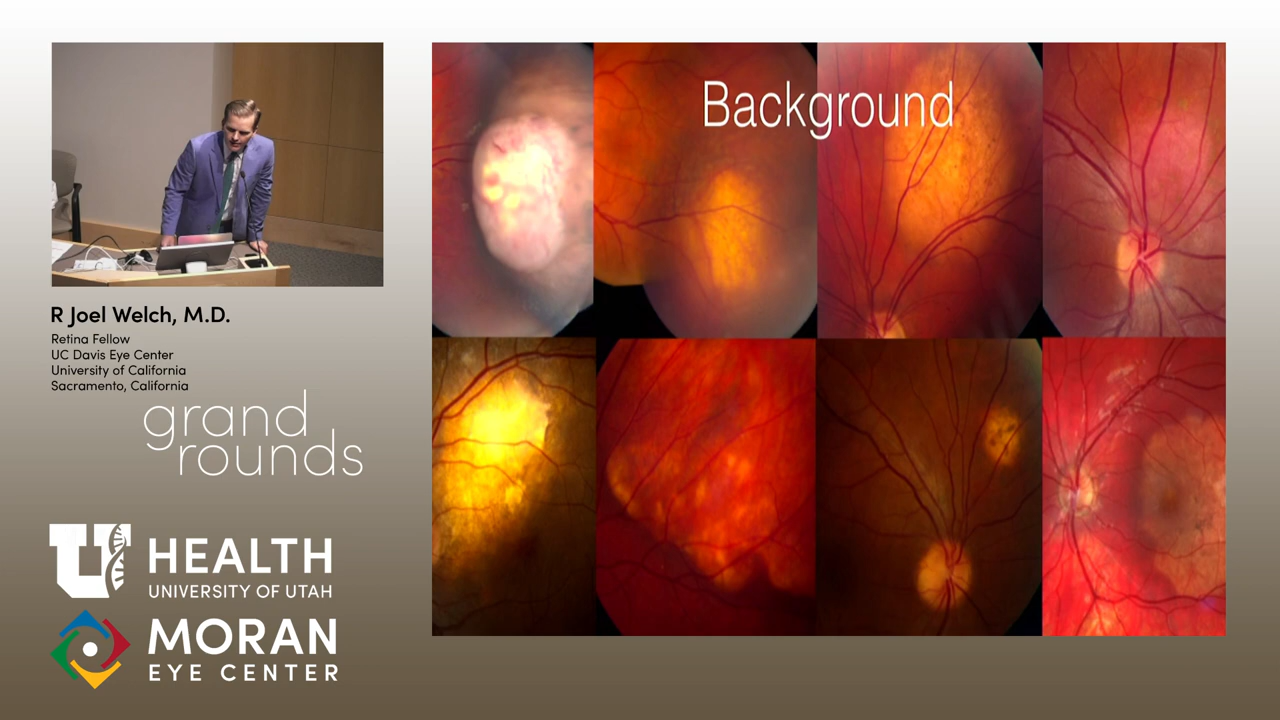 Background
R Joel Welch, M.D.
Retina Fellow
UC Davis Eye Center
University of California
Sacramento, California
grand
rounds
U HEALTH
UNIVERSITY OF UTAH
MORAN
EYE CENTER